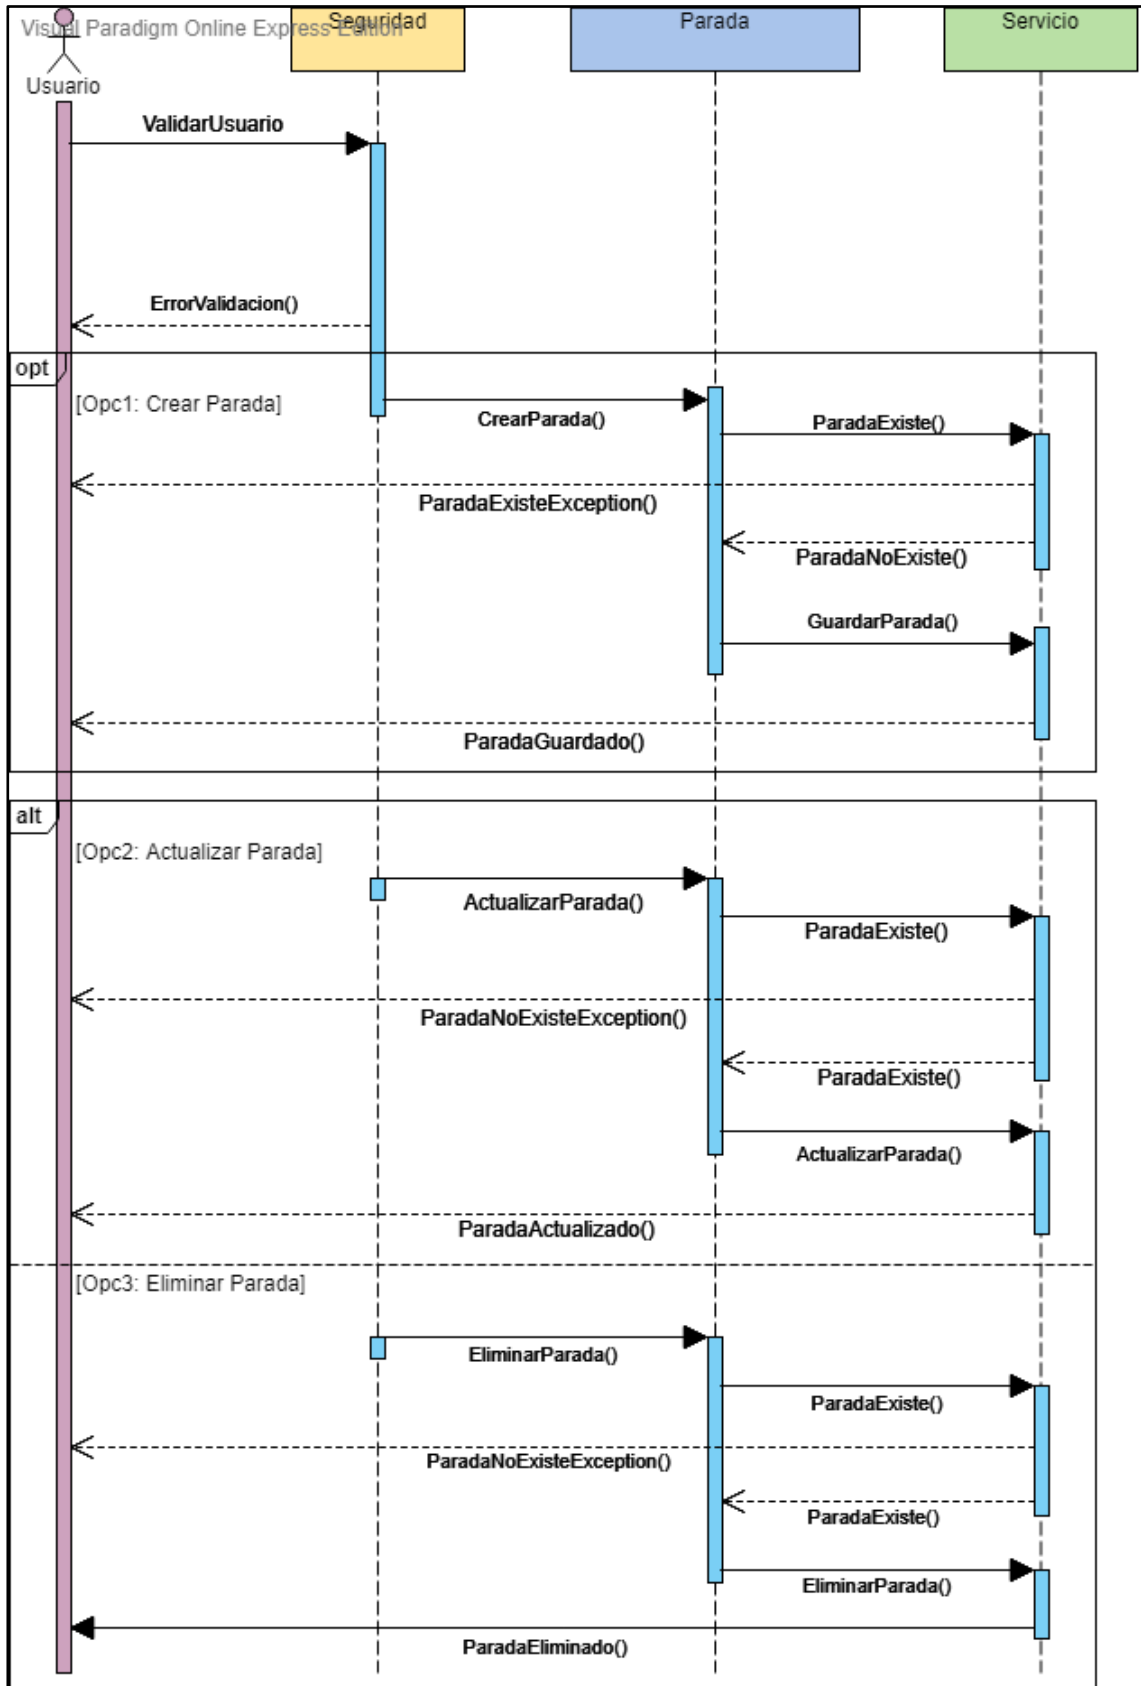 Visual Paradigm Online Express Edition
Seguridad
Parada
Servicio
Usuario
ValidarUsuario
ErrorValidacion()
opt
[Opc1: Crear Parada]
CrearParada()
ParadaExiste()
ParadaExisteException()
ParadaNoExiste()
GuardarParada()
ParadaGuardado()
alt
[Opc2: Actualizar Parada]
ActualizarParada()
ParadaExiste()
ParadaNoExisteException()
ParadaExiste()
ActualizarParada()
ParadaActualizado()
[Opc3: Eliminar Parada]
EliminarParada()
ParadaExiste()
ParadaNoExisteException()
ParadaExiste()
EliminarParada()
ParadaEliminado()